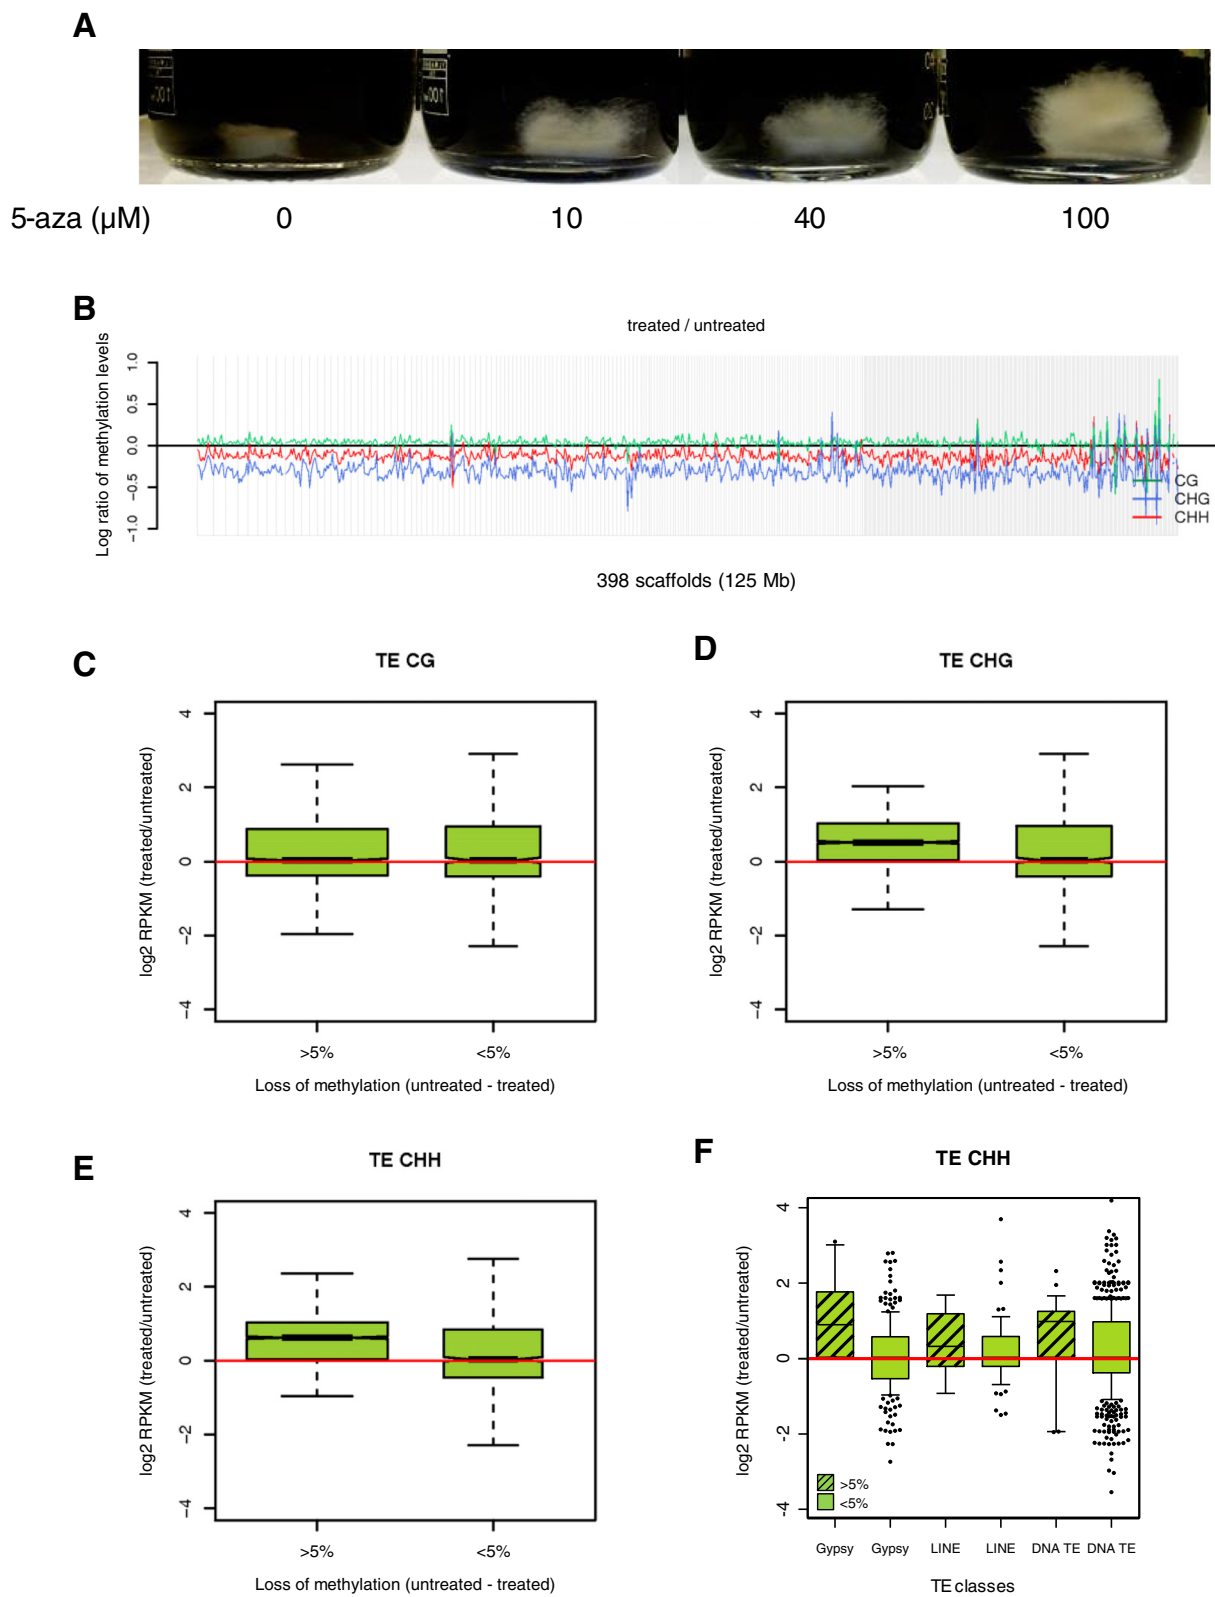 A
5-aza (µM) 0 10 40 100
B
treated / untreated
Log ratio of methylation levels
1.0
0.5
0.0
−0.5
−1.0
CG
CHG
CHH
398 scaffolds (125 Mb)
C
TE CG
log2 RPKM (treated/untreated)
4
2
0
−2
−4
>5% <5%
Loss of methylation (untreated - treated)
D
TE CHG
log2 RPKM (treated/untreated)
4
2
0
−2
−4
>5% <5%
Loss of methylation (untreated - treated)
E
TE CHH
log2 RPKM (treated/untreated)
4
2
0
−2
−4
>5% <5%
Loss of methylation (untreated - treated)
F
TE CHH
log2 RPKM (treated/untreated)
4
2
0
-2
-4
>5%
<5%
Gypsy Gypsy LINE LINE DNA TE DNA TE
TE classes